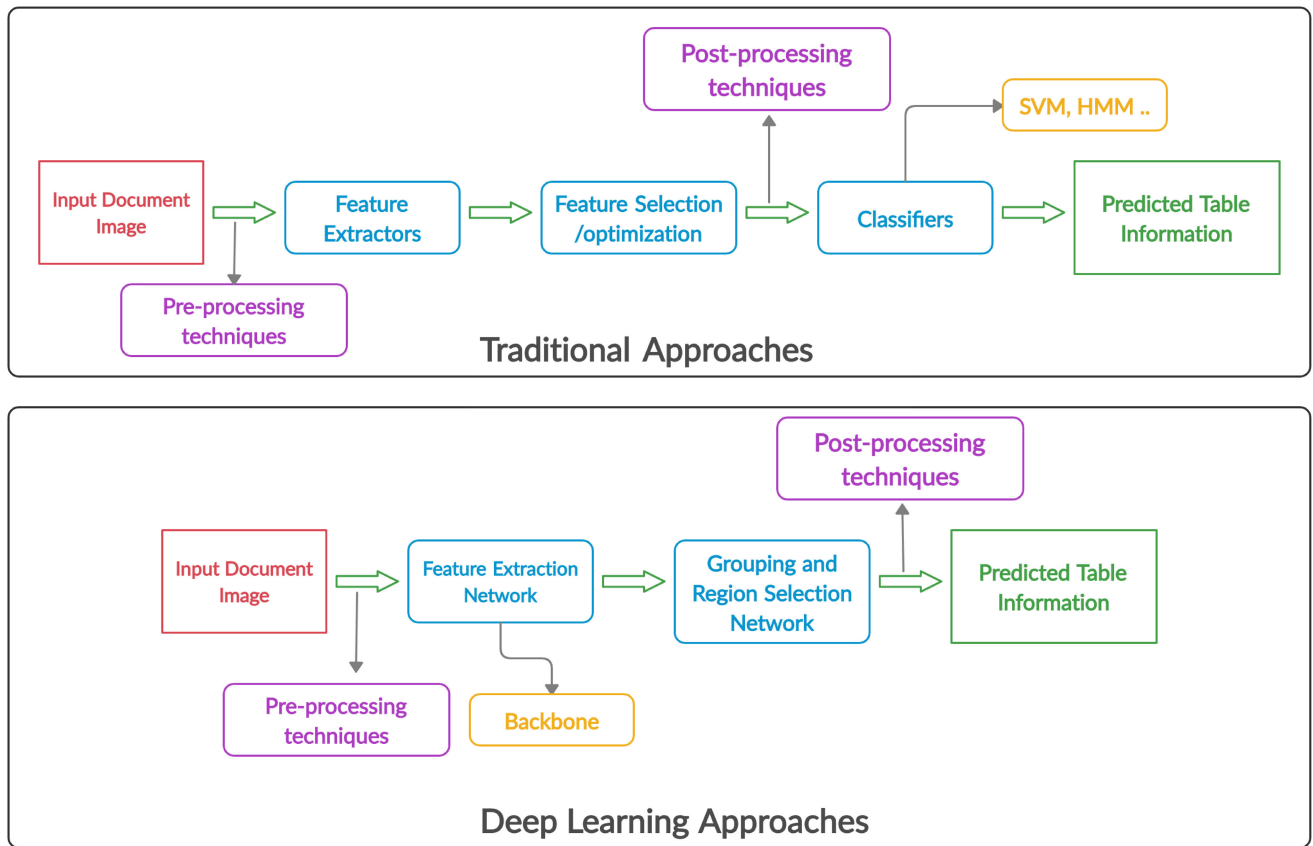 Post-processing
techniques
SVM, HMM ..
Input Document
Image
Feature
Extractors
Feature Selection
/optimization
Classifiers
Predicted Table
Information
Pre-processing
techniques
Traditional Approaches
Post-processing
techniques
Input Document
Image
Feature Extraction
Network
Grouping and
Region Selection
Network
Predicted Table
Information
Pre-processing
techniques
Backbone
Deep Learning Approaches